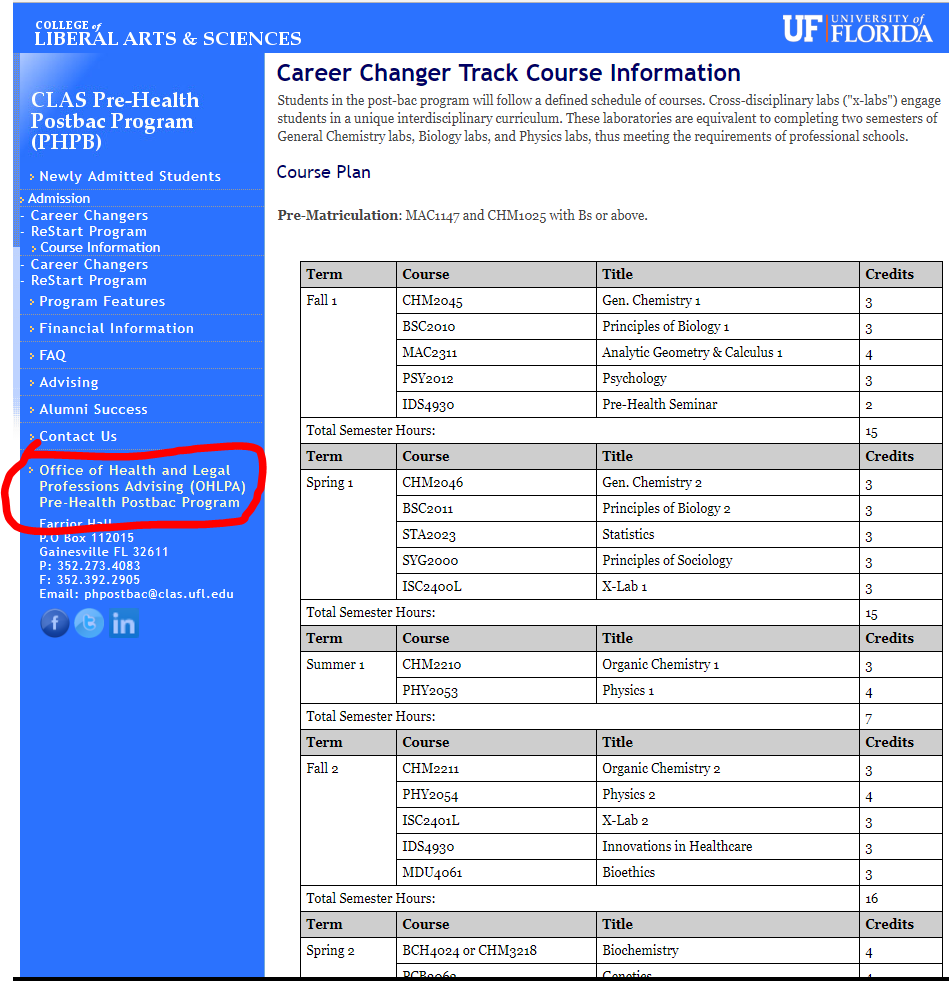 COLLEGE of
LIBERAL ARTS & SCIENCES
UF UNIVERSITY of
FLORIDA
CLAS Pre-Health
Postbac Program
(PHPB)
Newly Admitted Students
Admission
- Career Changers
- ReStart Program
Course Information
- Career Changers
- ReStart Program
Program Features
Financial Information
FAQ
Advising
Alumni Success
Contact Us
Office of Health and Legal
Professions Advising (OHLPA)
Pre-Health Postbac Program
Farrior Hall
P.O Box 112015
Gainesville FL 32611
P: 352.273.4083
F: 352.392.2905
Email: phpostbac@clas.ufl.edu
f t in
Career Changer Track Course Information
Students in the post-bac program will follow a defined schedule of courses. Cross-disciplinary labs ("x-labs") engage
students in a unique interdisciplinary curriculum. These laboratories are equivalent to completing two semesters of
General Chemistry labs, Biology labs, and Physics labs, thus meeting the requirements of professional schools.
Course Plan
Pre-Matriculation: MAC1147 and CHM1025 with Bs or above.
Term Course Title Credits
Fall 1 CHM2045 Gen. Chemistry 1 3
BSC2010 Principles of Biology 1 3
MAC2311 Analytic Geometry & Calculus 1 4
PSY2012 Psychology 3
IDS4930 Pre-Health Seminar 2
Total Semester Hours: 15
Term Course Title Credits
Spring 1 CHM2046 Gen. Chemistry 2 3
BSC2011 Principles of Biology 2 3
STA2023 Statistics 3
SYG2000 Principles of Sociology 3
ISC2400L X-Lab 1 3
Total Semester Hours: 15
Term Course Title Credits
Summer 1 CHM2210 Organic Chemistry 1 3
PHY2053 Physics 1 4
Total Semester Hours: 7
Term Course Title Credits
Fall 2 CHM2211 Organic Chemistry 2 3
PHY2054 Physics 2 4
ISC2401L X-Lab 2 3
IDS4930 Innovations in Healthcare 3
MDU4061 Bioethics 3
Total Semester Hours: 16
Term Course Title Credits
Spring 2 BCH4024 or CHM3218 Biochemistry 4
PCB3063 Genetics 4